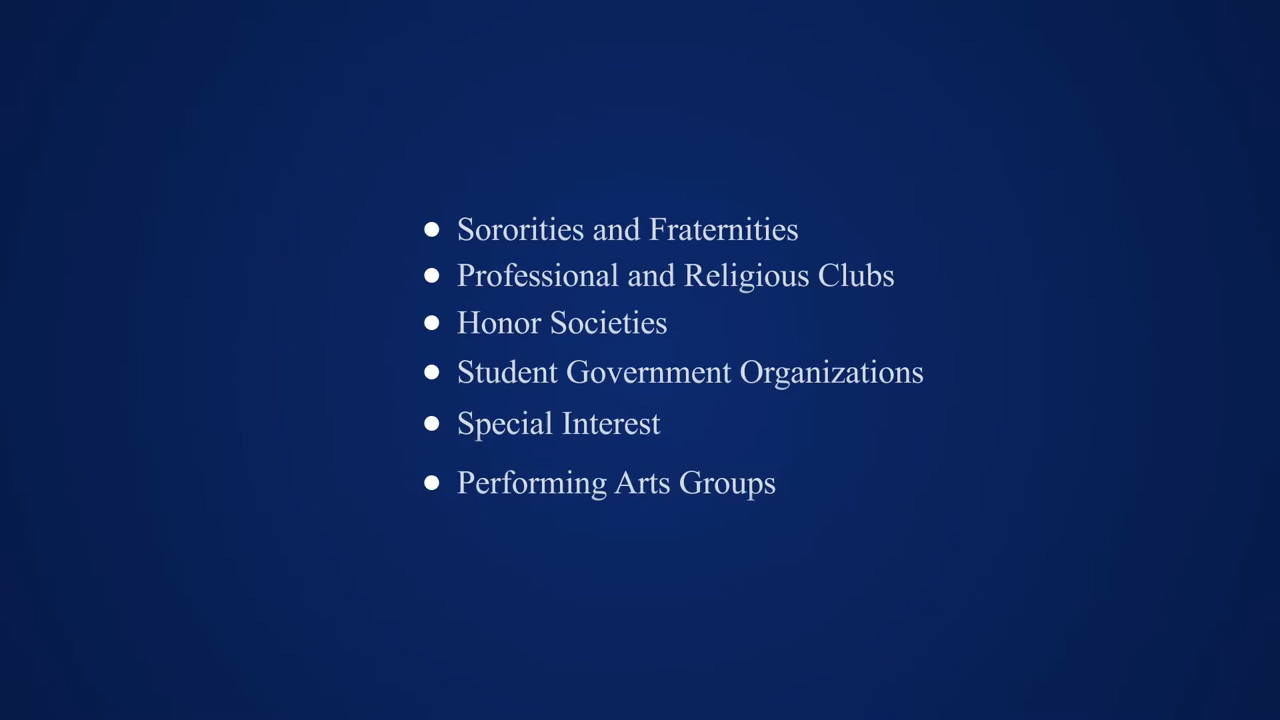 ● Sororities and Fraternities
● Professional and Religious Clubs
● Honor Societies
● Student Government Organizations
● Special Interest
● Performing Arts Groups